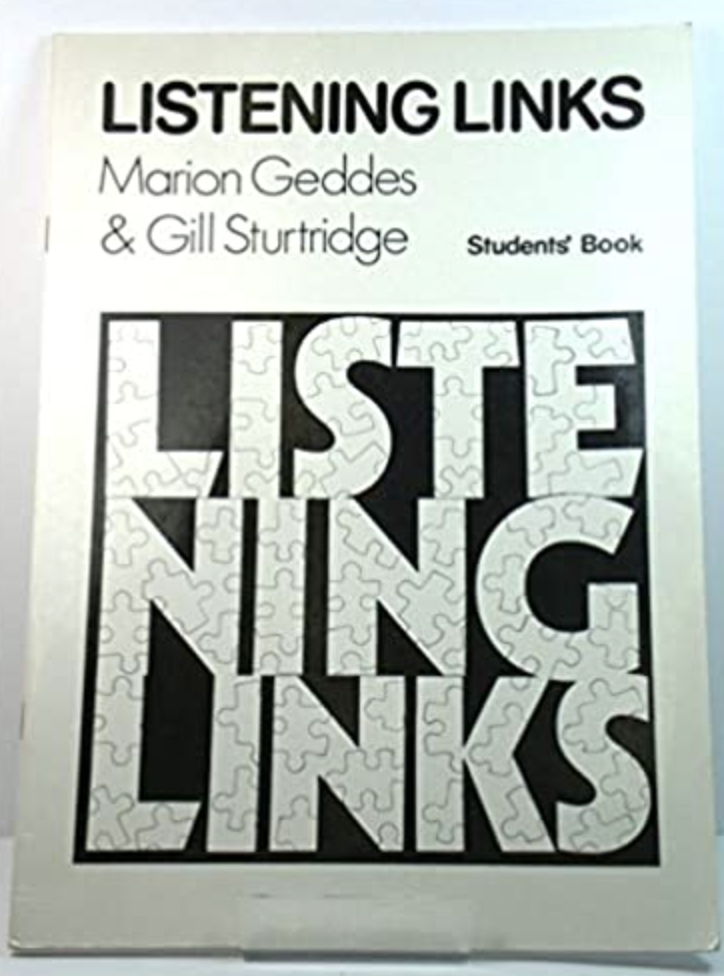 LISTENING LINKS
Marion Geddes
& Gill Sturtridge
Students' Book
LISTE
NING
LINKS